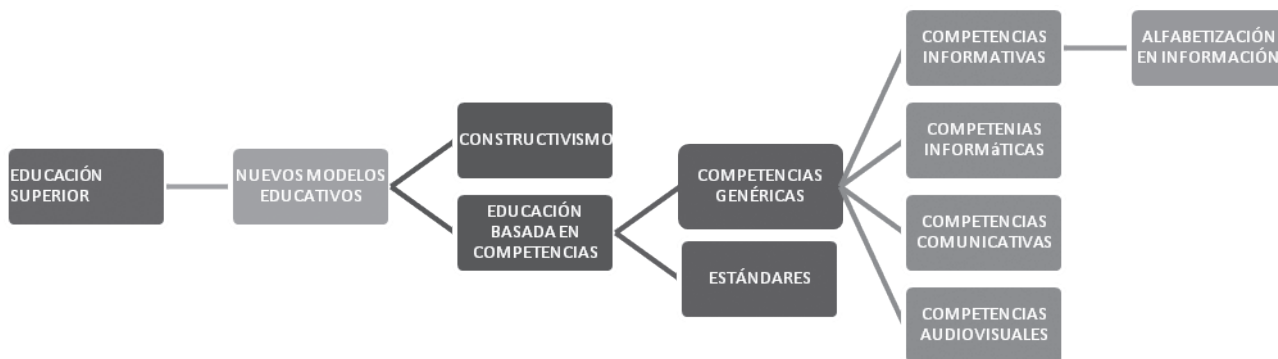 EDUCACIÓN
SUPERIOR
NUEVOS MODELOS
EDUCATIVOS
CONSTRUCTIVISMO
EDUCACIÓN
BASADA EN
COMPETENCIAS
COMPETENCIAS
GENÉRICAS
ESTÁNDARES
COMPETENCIAS
INFORMATIVAS
COMPETENIAS
INFORMáTICAS
COMPETENCIAS
COMUNICATIVAS
COMPETENCIAS
AUDIOVISUALES
ALFABETIZACIÓN
EN INFORMACIÓN